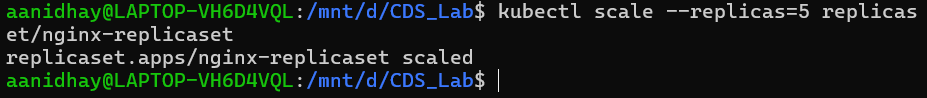 aanidhay@LAPTOP-VH6D4VQL:/mnt/d/CDS_Lab$ kubectl scale --replicas=5 replicas
et/nginx-replicaset
replicaset.apps/nginx-replicaset scaled
aanidhay@LAPTOP-VH6D4VQL:/mnt/d/CDS_Lab$